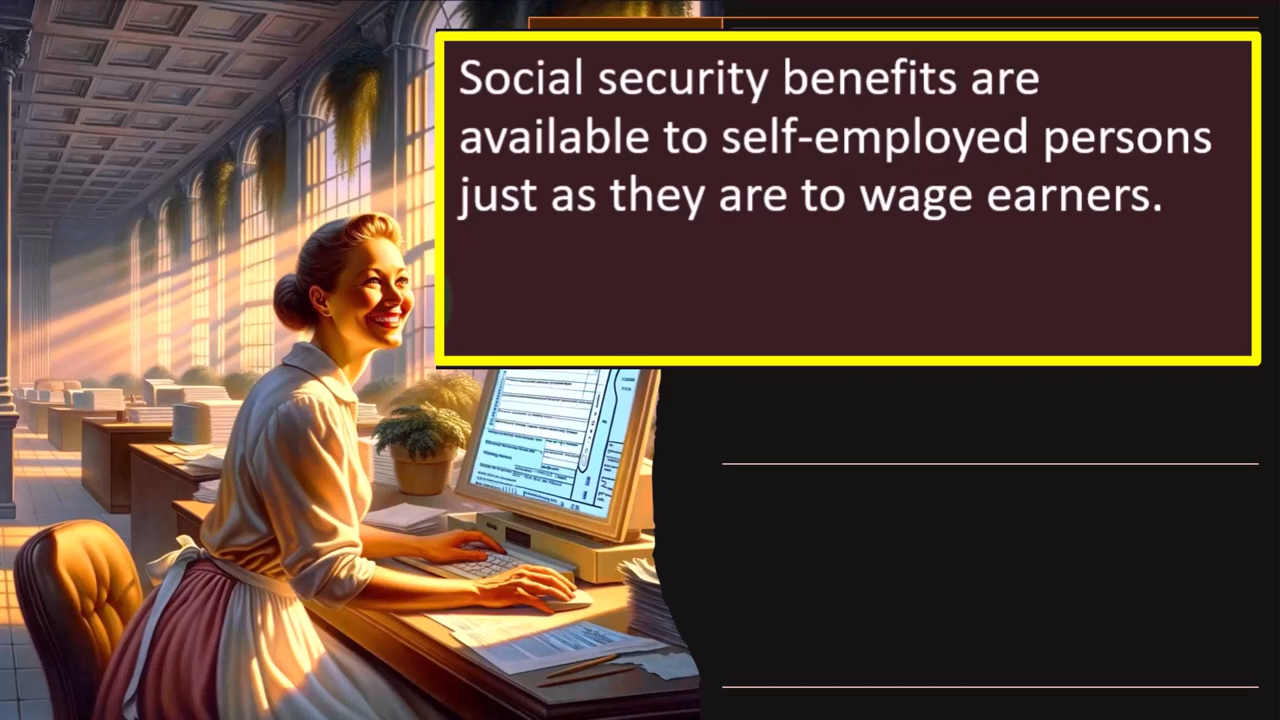 Social security benefits are
available to self-employed persons
just as they are to wage earners.